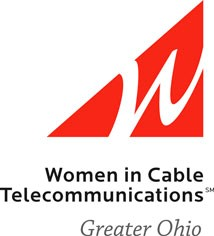 W
Women in Cable
Telecommunications℠
Greater Ohio